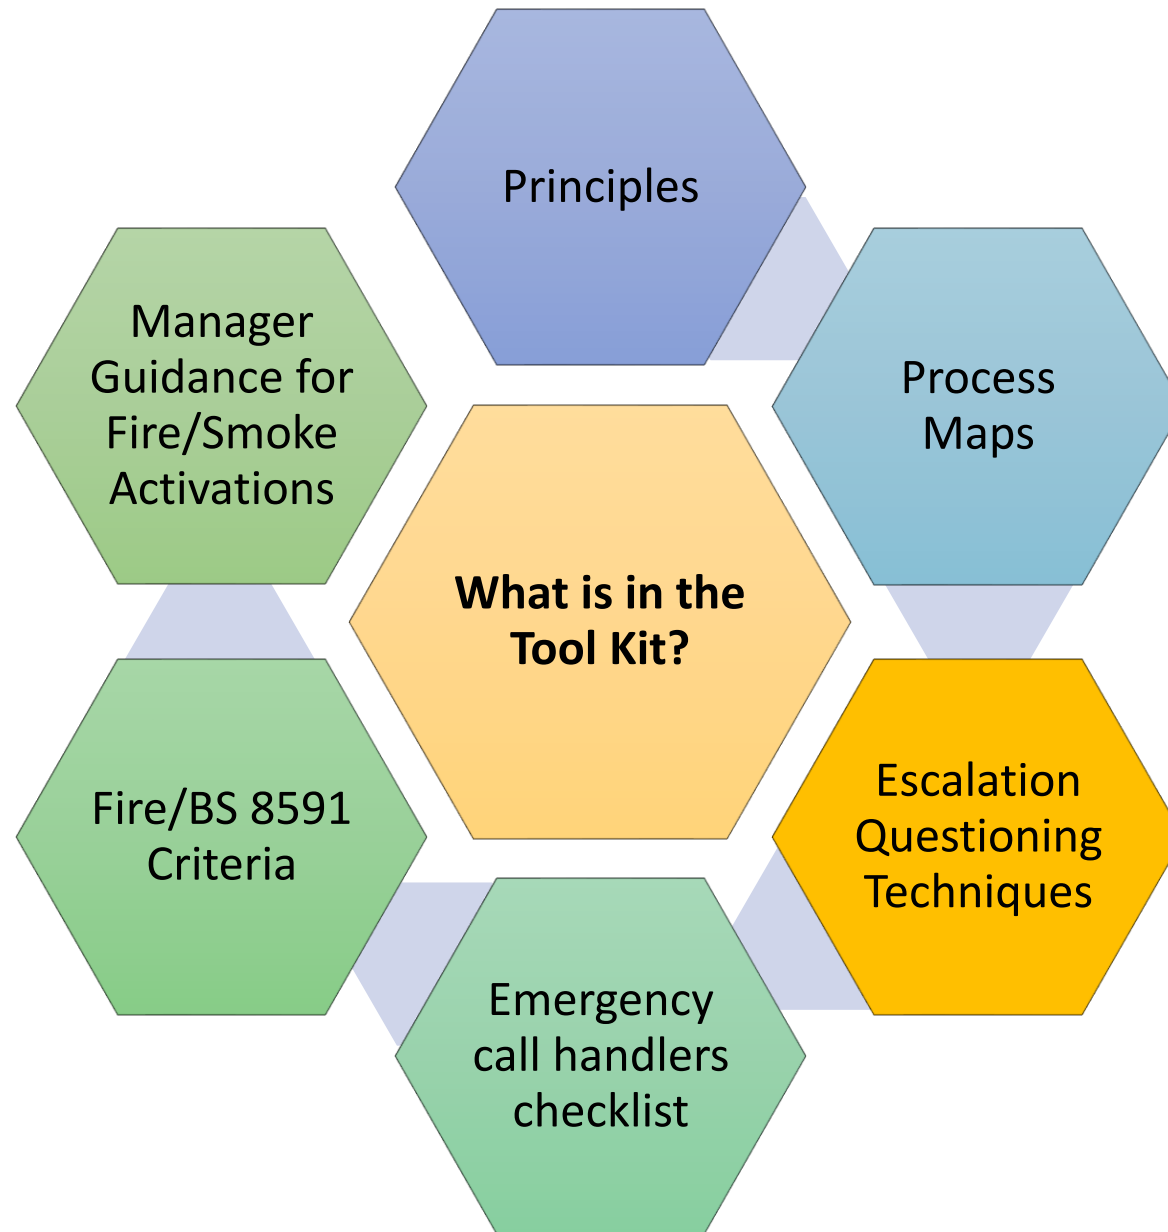 Principles
Process
Maps
Escalation
Questioning
Techniques
Emergency
call handlers
checklist
Fire/BS 8591
Criteria
Manager
Guidance for
Fire/Smoke
Activations
What is in the
Tool Kit?